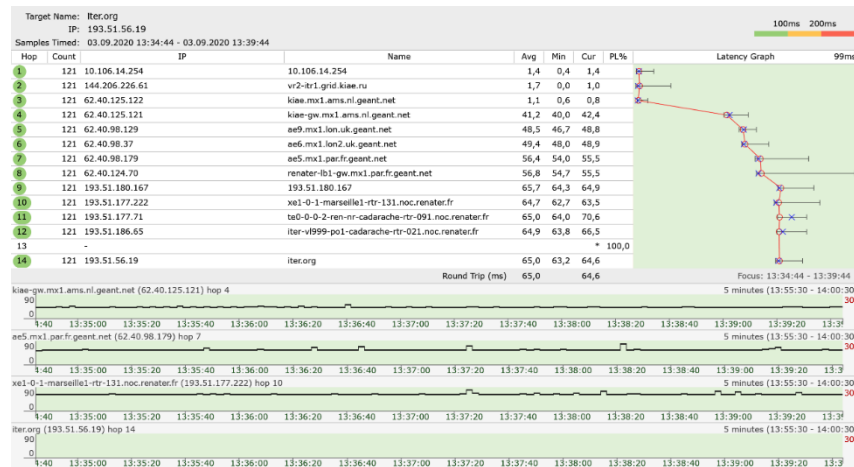 Target Name: iter.org
IP: 193.51.56.19
Samples Timed: 03.09.2020 13:34:44 - 03.09.2020 13:39:44
100ms 200ms
Hop Count IP Name Avg Min Cur PL% Latency Graph 99ms
1 121 10.106.14.254 10.106.14.254 1,4 0,4 1,4
2 121 144.206.226.61 vr2-itr1.grid.kiae.ru 1,7 0,0 1,0
3 121 62.40.125.122 kiae.mx1.ams.nl.geant.net 1,1 0,6 0,8
4 121 62.40.125.121 kiae-gw.mx1.ams.nl.geant.net 41,2 40,0 42,4
5 121 62.40.98.129 ae9.mx1.lon.uk.geant.net 48,5 46,7 48,8
6 121 62.40.98.37 ae6.mx1.lon2.uk.geant.net 49,4 48,0 48,9
7 121 62.40.98.179 ae5.mx1.par.fr.geant.net 56,4 54,0 55,5
8 121 62.40.124.70 renater-lb1-gw.mx1.par.fr.geant.net 56,8 54,7 55,5
9 121 193.51.180.167 193.51.180.167 65,7 64,3 64,9
10 121 193.51.177.222 xe1-0-1-marseille1-rtr-131.noc.renater.fr 64,7 62,7 63,5
11 121 193.51.177.71 te0-0-0-2-ren-nr-cadarache-rtr-091.noc.renater.fr 65,0 64,0 70,6
12 121 193.51.186.65 iter-vl999-po1-cadarache-rtr-021.noc.renater.fr 64,9 63,8 66,5
13 - * 100,0
14 121 193.51.56.19 iter.org 65,0 63,2 64,6
Round Trip (ms) 65,0 64,6 Focus: 13:34:44 - 13:39:44
kiae-gw.mx1.ams.nl.geant.net (62.40.125.121) hop 4 5 minutes (13:55:30 - 14:00:30
90 30
0
4:40 13:35:00 13:35:20 13:35:40 13:36:00 13:36:20 13:36:40 13:37:00 13:37:20 13:37:40 13:38:00 13:38:20 13:38:40 13:39:00 13:39:20 13:3
ae5.mx1.par.fr.geant.net (62.40.98.179) hop 7 5 minutes (13:55:30 - 14:00:30
90 30
0
4:40 13:35:00 13:35:20 13:35:40 13:36:00 13:36:20 13:36:40 13:37:00 13:37:20 13:37:40 13:38:00 13:38:20 13:38:40 13:39:00 13:39:20 13:3
xe1-0-1-marseille1-rtr-131.noc.renater.fr (193.51.177.222) hop 10 5 minutes (13:55:30 - 14:00:30
90 30
0
4:40 13:35:00 13:35:20 13:35:40 13:36:00 13:36:20 13:36:40 13:37:00 13:37:20 13:37:40 13:38:00 13:38:20 13:38:40 13:39:00 13:39:20 13:3
iter.org (193.51.56.19) hop 14 5 minutes (13:55:30 - 14:00:30
90 30
0
4:40 13:35:00 13:35:20 13:35:40 13:36:00 13:36:20 13:36:40 13:37:00 13:37:20 13:37:40 13:38:00 13:38:20 13:38:40 13:39:00 13:39:20 13:3